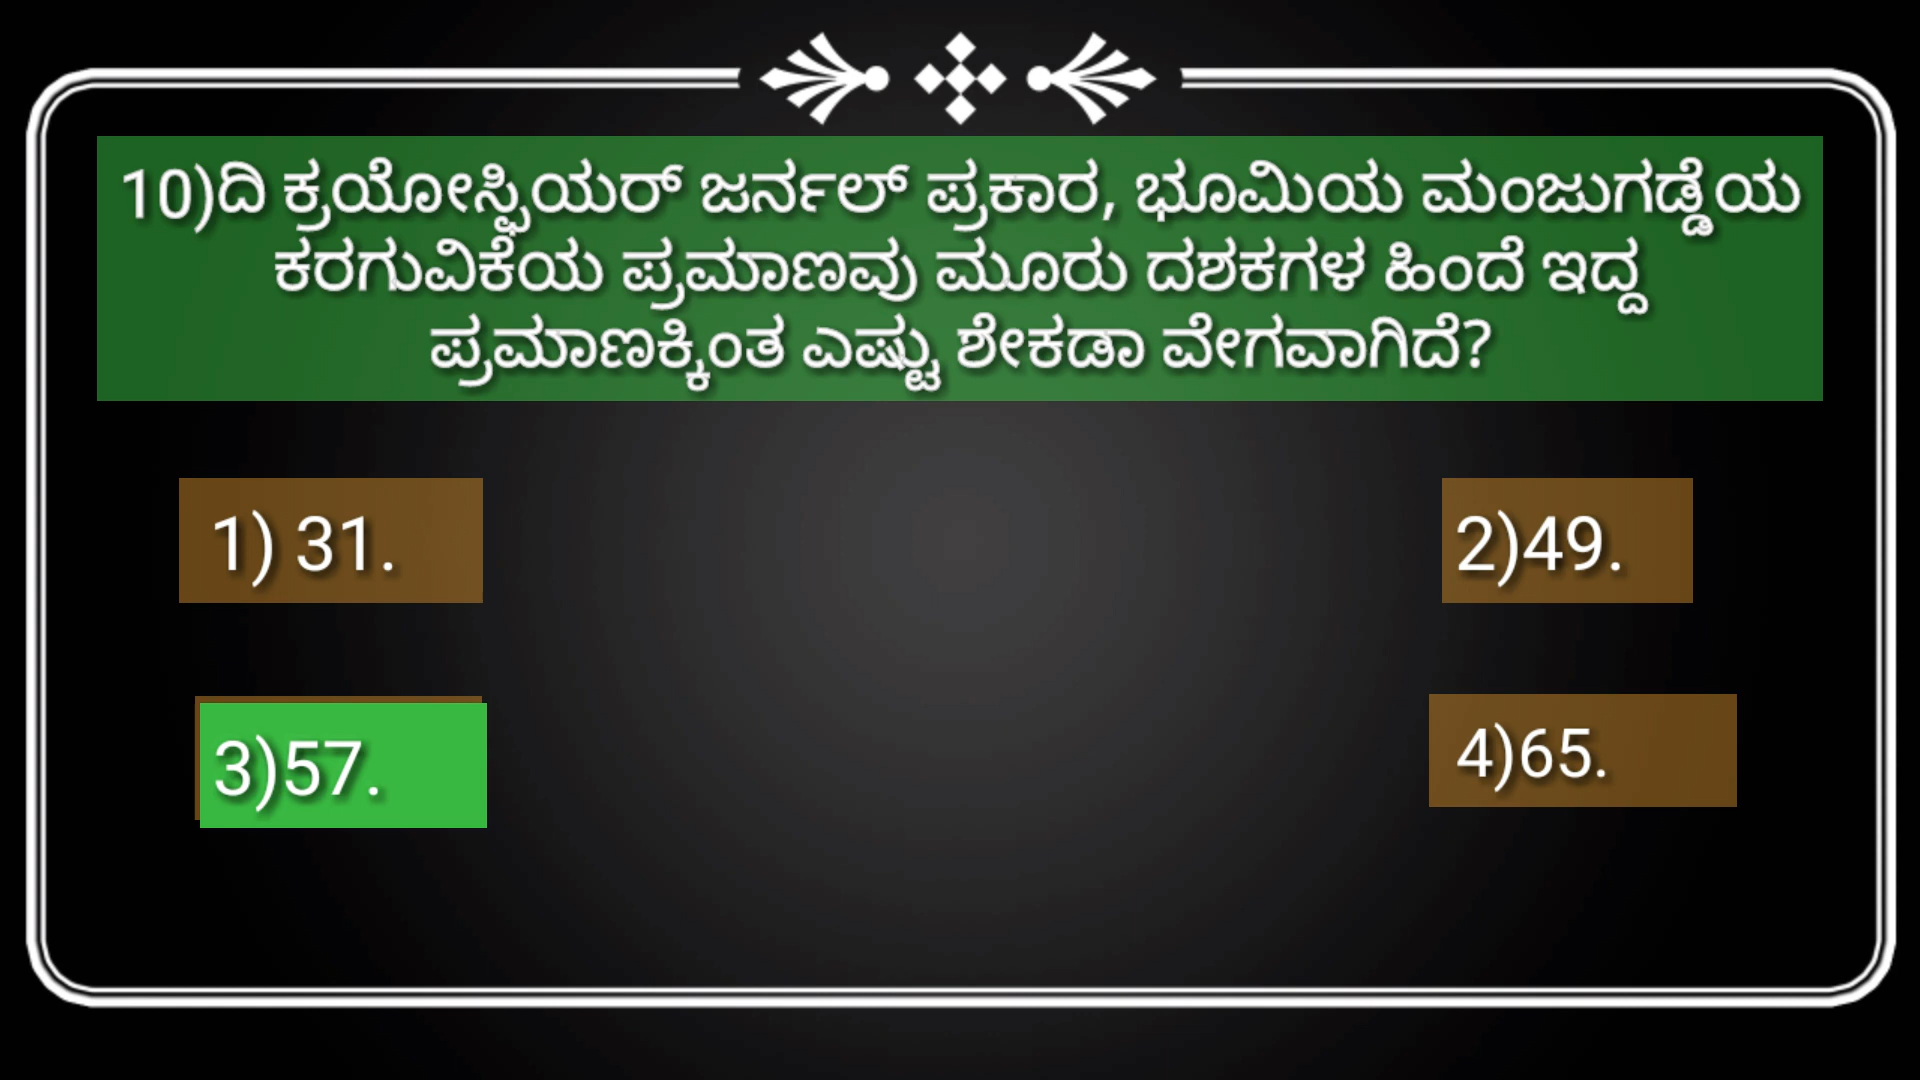 10)ದಿ ಕ್ರಯೋಸ್ಫಿಯರ್ ಜರ್ನಲ್ ಪ್ರಕಾರ, ಭೂಮಿಯ ಮಂಜುಗಡ್ಡೆಯ
ಕರಗುವಿಕೆಯ ಪ್ರಮಾಣವು ಮೂರು ದಶಕಗಳ ಹಿಂದೆ ಇದ್ದ
ಪ್ರಮಾಣಕ್ಕಿಂತ ಎಷ್ಟು ಶೇಕಡಾ ವೇಗವಾಗಿದೆ?
1) 31.
2)49.
3)57.
4)65.